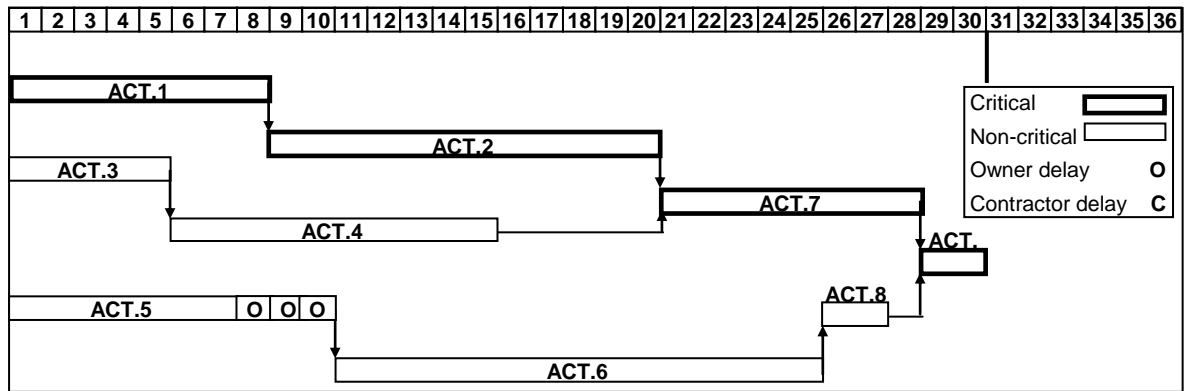 1 2 3 4 5 6 7 8 9 10 11 12 13 14 15 16 17 18 19 20 21 22 23 24 25 26 27 28 29 30 31 32 33 34 35 36
ACT.1
Critical
Non-critical
Owner delay O
Contractor delay C
ACT.2
ACT.3
ACT.7
ACT.4
ACT.
ACT.8
ACT.5 O O O
ACT.6